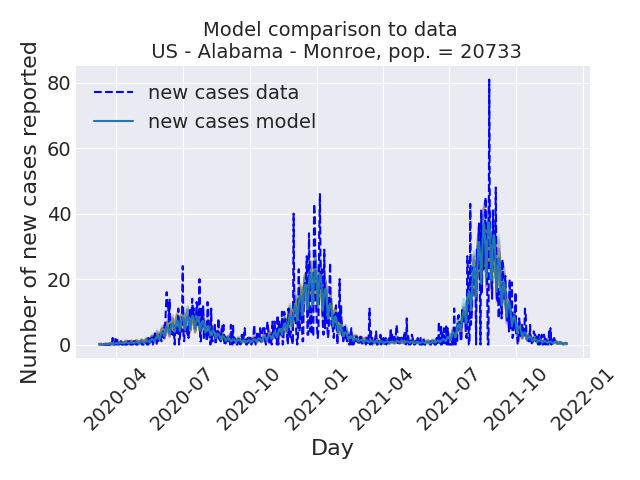 Model comparison to data
US - Alabama - Monroe, pop. = 20733
Number of new cases reported
80
60
40
20
0
new cases data
new cases model
2020-04
2020-07
2020-10
2021-01
2021-04
2021-07
2021-10
2022-01
Day